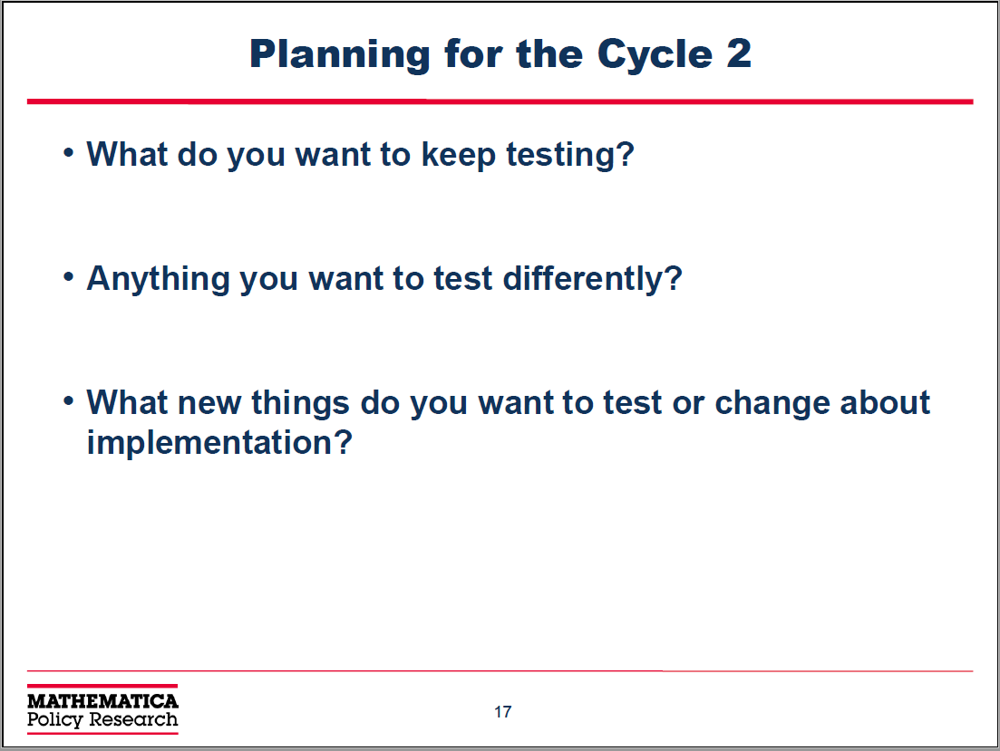 Planning for the Cycle 2
• What do you want to keep testing?
• Anything you want to test differently?
• What new things do you want to test or change about
implementation?
MATHEMATICA
Policy Research
17